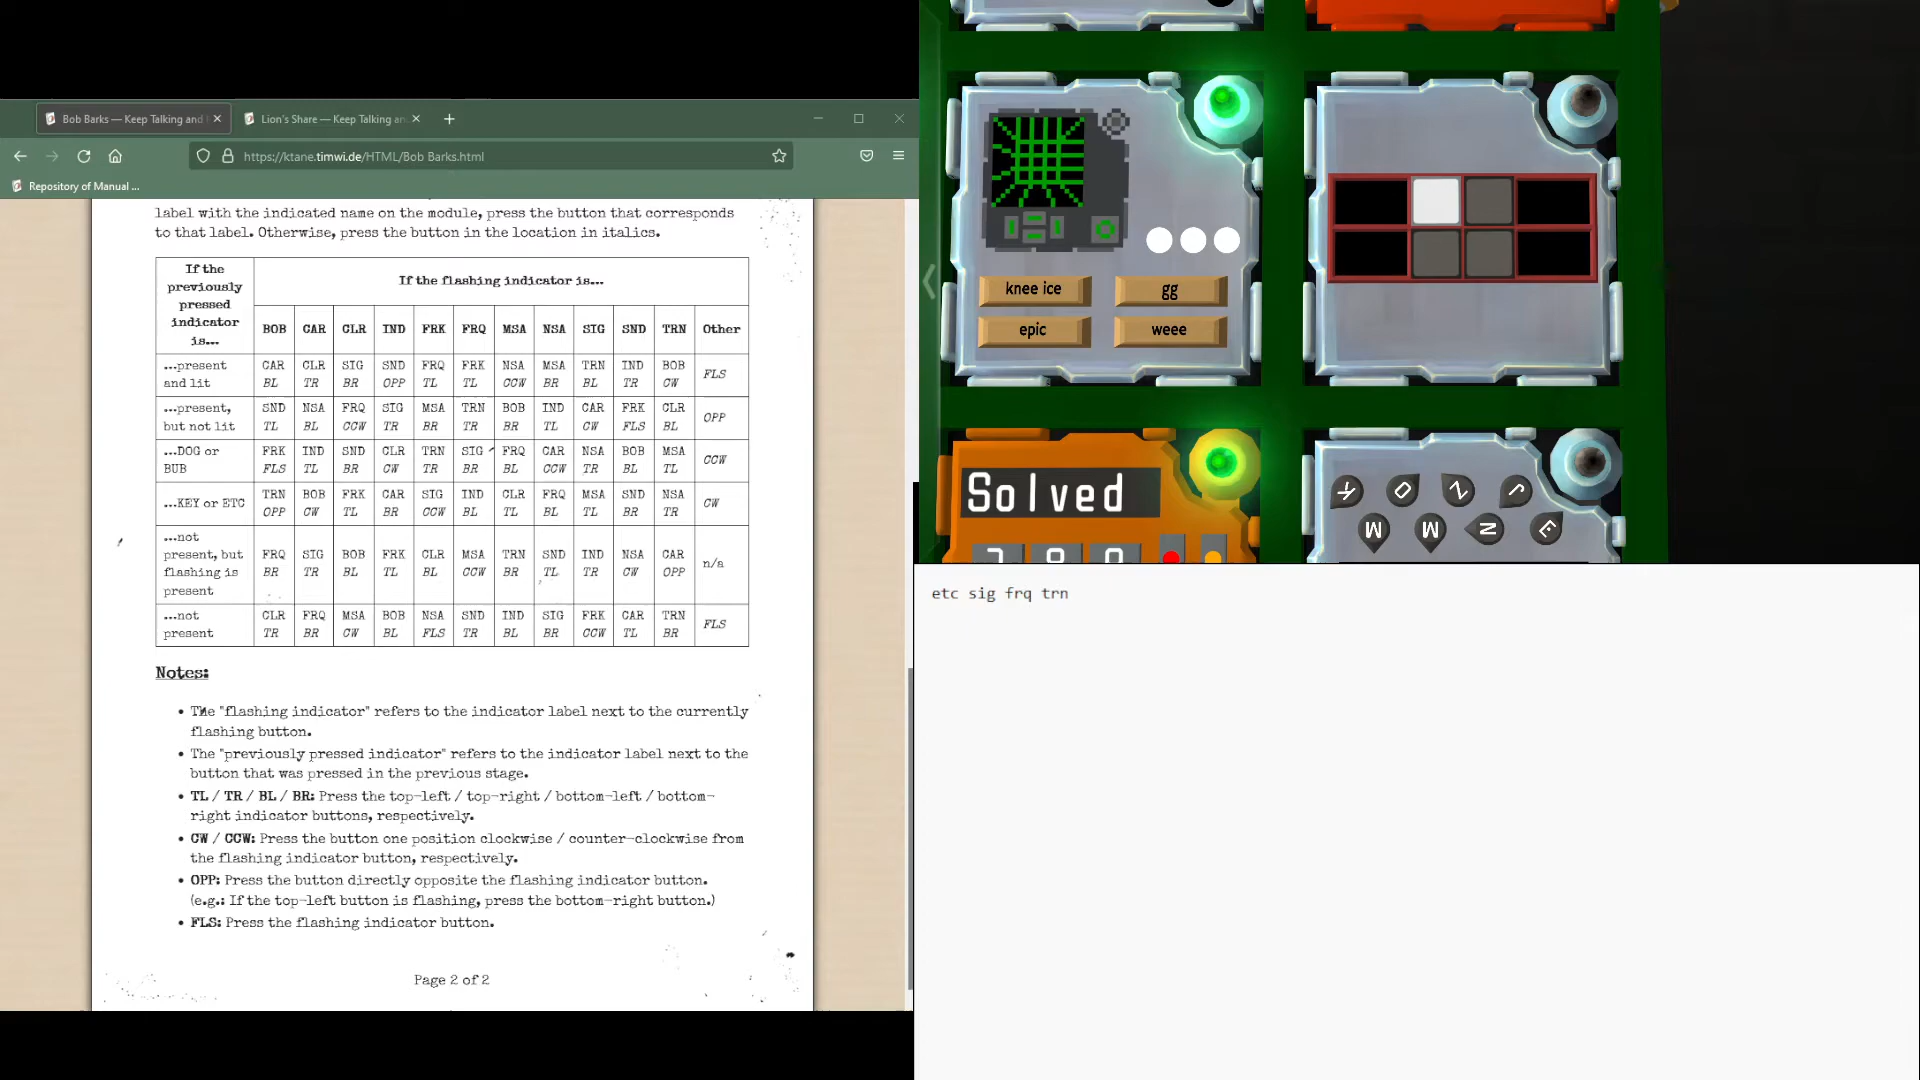 Bob Barks — Keep Talking and
Lion's Share — Keep Talking an
https://ktane.timwi.de/HTML/Bob Barks.html
Repository of Manual ...
label with the indicated name on the module, press the button that corresponds
to that label. Otherwise, press the button in the location in italics.
If the previously pressed indicator is... If the flashing indicator is...
BOB CAR CLR IND FRK FRQ MSA NSA SIG SND TRN Other
...present and lit
CAR CLR SIG SND FRQ FRK NSA MSA TRN IND BOB
BL TR BR OPP TL TL CCW BR BL TR CW FLS
...present, but not lit
SND NSA FRQ SIG MSA TRN BOB IND CAR FRK CLR
TL BL CCW TR BR TR BR TL CW FLS BL OPP
...DOG or BUB
FRK IND SND CLR TRN SIG FRQ CAR NSA BOB MSA
FLS TL BR CW TR BR BL CCW TR BL TL CCW
...KEY or ETC
TRN BOB FRK CAR SIG IND CLR FRQ MSA SND NSA
OPP CW TL BR CCW BL TL BL TL BR TR CW
...not present, but flashing is present
FRQ SIG BOB FRK CLR MSA TRN SND IND NSA CAR
BR TR BL TL BL CCW BR TL TR CW OPP n/a
...not present
CLR FRQ MSA BOB NSA SND IND SIG FRK CAR TRN
TR BR CW BL FLS TR BL BR CCW TL BR FLS
Notes:
• The "flashing indicator" refers to the indicator label next to the currently
flashing button.
• The "previously pressed indicator" refers to the indicator label next to the
button that was pressed in the previous stage.
• TL / TR / BL / BR: Press the top-left / top-right / bottom-left / bottom-
right indicator buttons, respectively.
• CW / CCW: Press the button one position clockwise / counter-clockwise from
the flashing indicator button, respectively.
• OPP: Press the button directly opposite the flashing indicator button.
(e.g.: If the top-left button is flashing, press the bottom-right button.)
• FLS: Press the flashing indicator button.
Page 2 of 2
knee ice gg
epic weee
Solved
etc sig frq trn